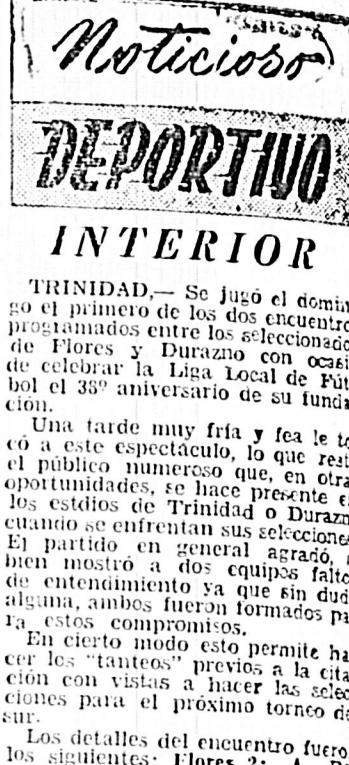 Noticioso
DEPORTIVO
INTERIOR
TRINIDAD,— Se jugó el domin
go el primero de los dos encuentro
programados entre los seleccionado
de Flores y Durazno con ocasi
de celebrar la Liga Local de Fút
bol el 38º aniversario de su funda
ción.
Una tarde muy fría y fea le to
có a este espectáculo, lo que rest
el público numeroso que, en otra
oportunidades, se hace presente e
los estdios de Trinidad o Durazn
cuando se enfrentan sus selecciones
El partido en general agradó,
bien mostró a dos equipos falto
de entendimiento ya que sin dud
alguna, ambos fueron formados pa
ra estos compromisos.
En cierto modo esto permite ha
cer los "tanteos" previos a la cita
ción con vistas a hacer las selec
ciones para el próximo torneo de
sur.
Los detalles del encuentro fuero
los siguientes: Flores 2: